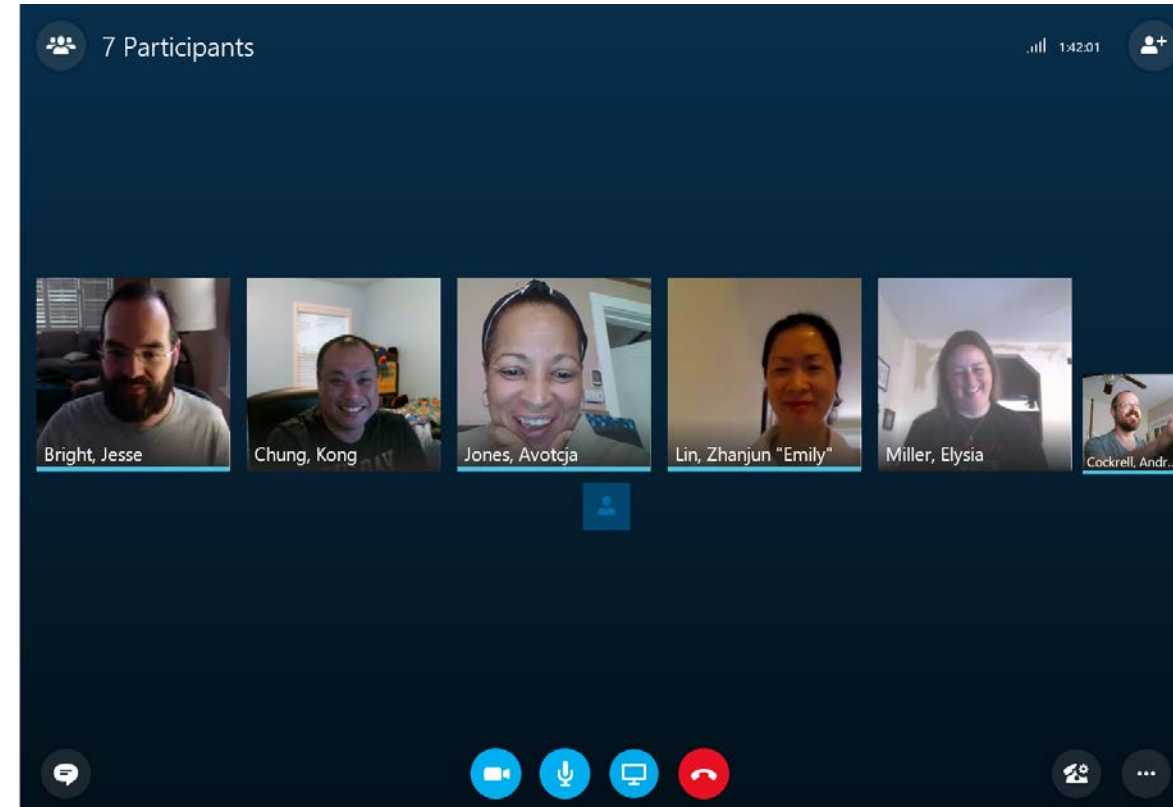 7 Participants
1:42:01
Bright, Jesse
Chung, Kong
Jones, Avotcja
Lin, Zhanjun "Emily"
Miller, Elysia
Cockrell, Andr...